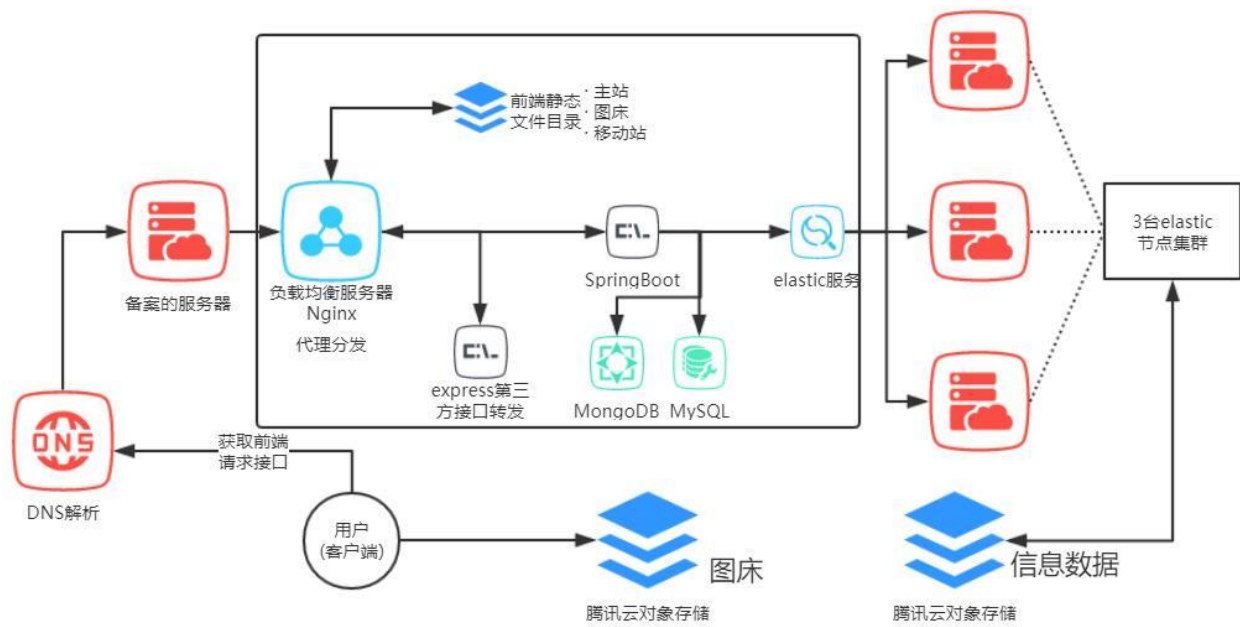 前端静态
文件目录
· 主站
· 图床
· 移动站
3台elastic
节点集群
备案的服务器
负载均衡服务器
Nginx
代理分发
C:\_
SpringBoot
elastic服务
C:\_
express第三
方接口转发
MongoDB
MySQL
DNS
DNS解析
获取前端
请求接口
用户
(客户端)
图床
腾讯云对象存储
信息数据
腾讯云对象存储